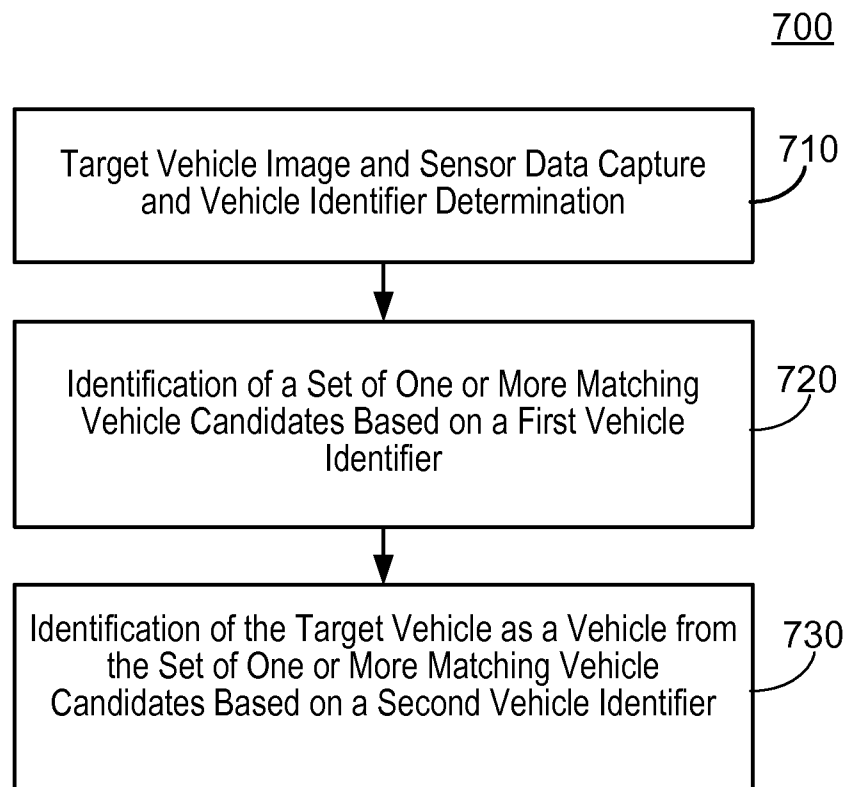 700
Target Vehicle Image and Sensor Data Capture
and Vehicle Identifier Determination
710
Identification of a Set of One or More Matching
Vehicle Candidates Based on a First Vehicle
Identifier
720
Identification of the Target Vehicle as a Vehicle from
the Set of One or More Matching Vehicle
Candidates Based on a Second Vehicle Identifier
730